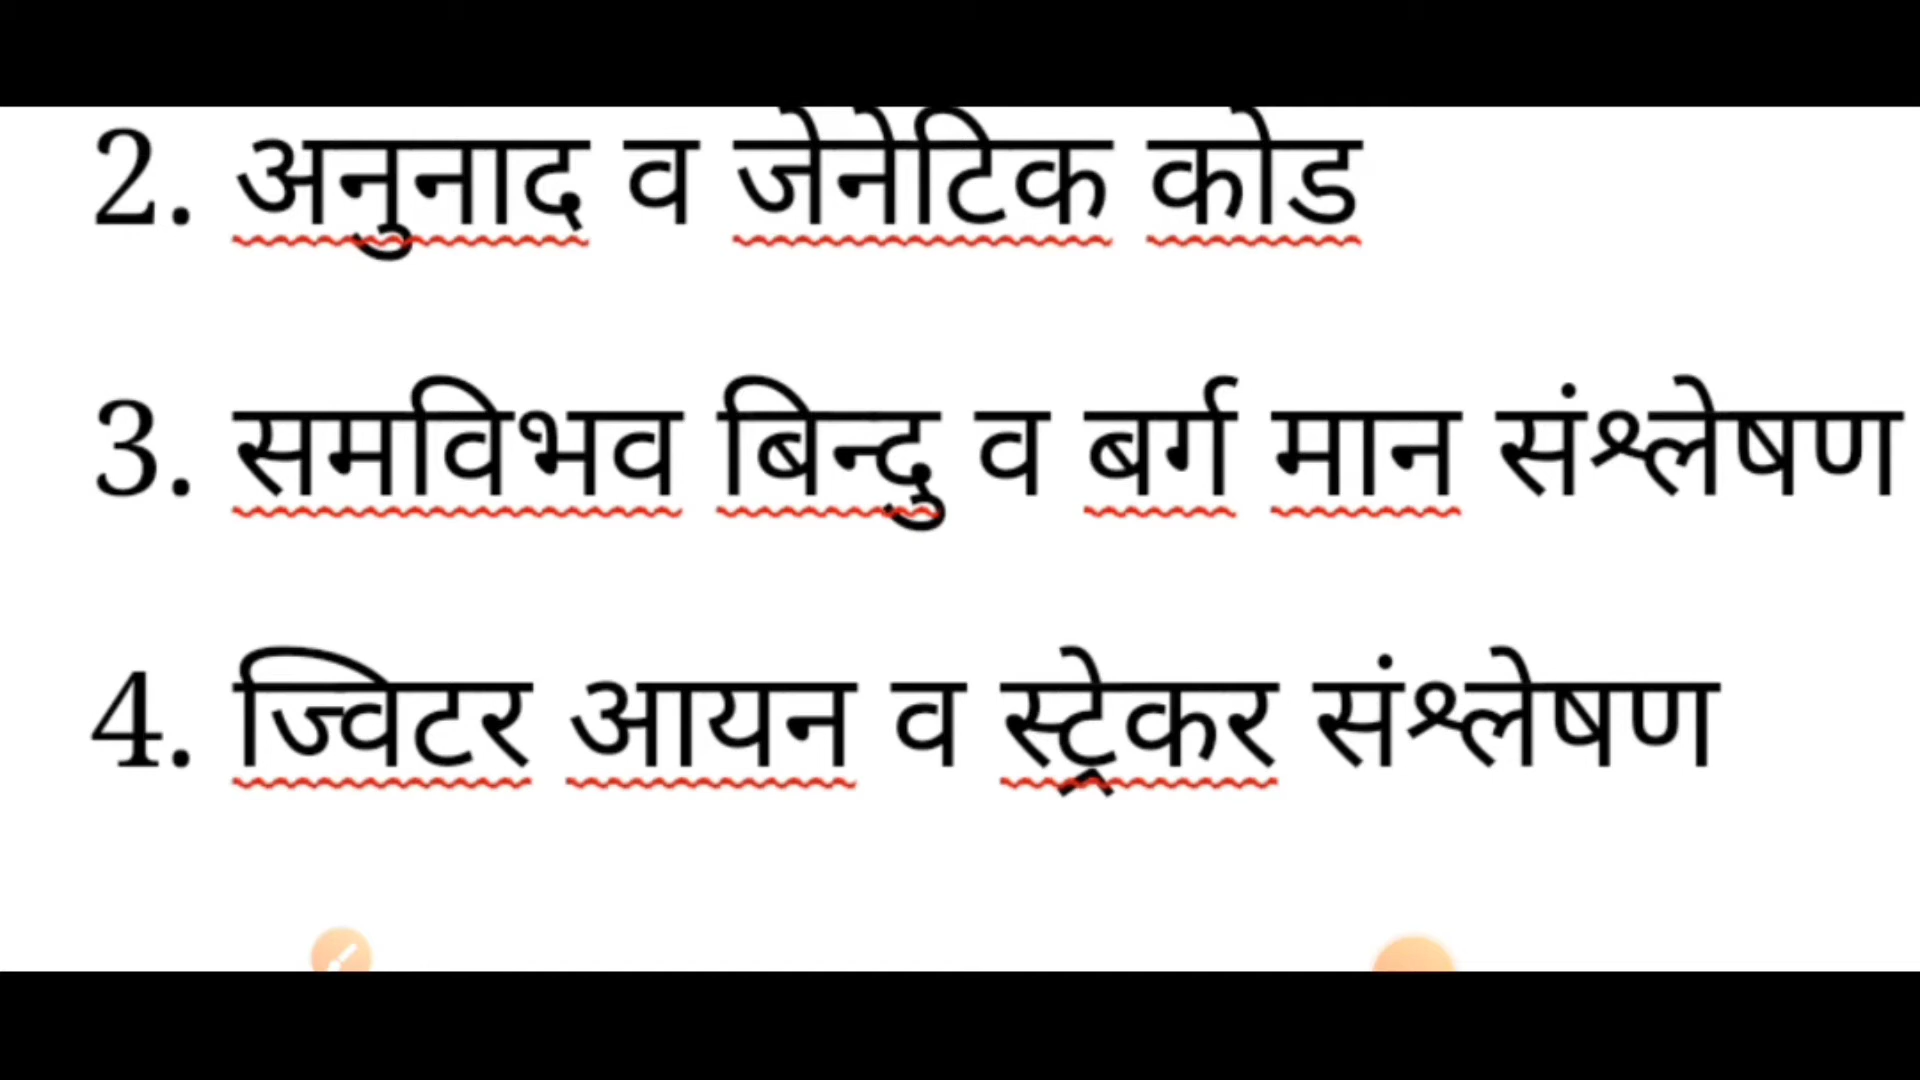 2. अनुनाद व जेनेटिक कोड
3. समविभव बिन्दु व बर्ग मान संश्लेषण
4. ज्विटर आयन व स्ट्रेकर संश्लेषण